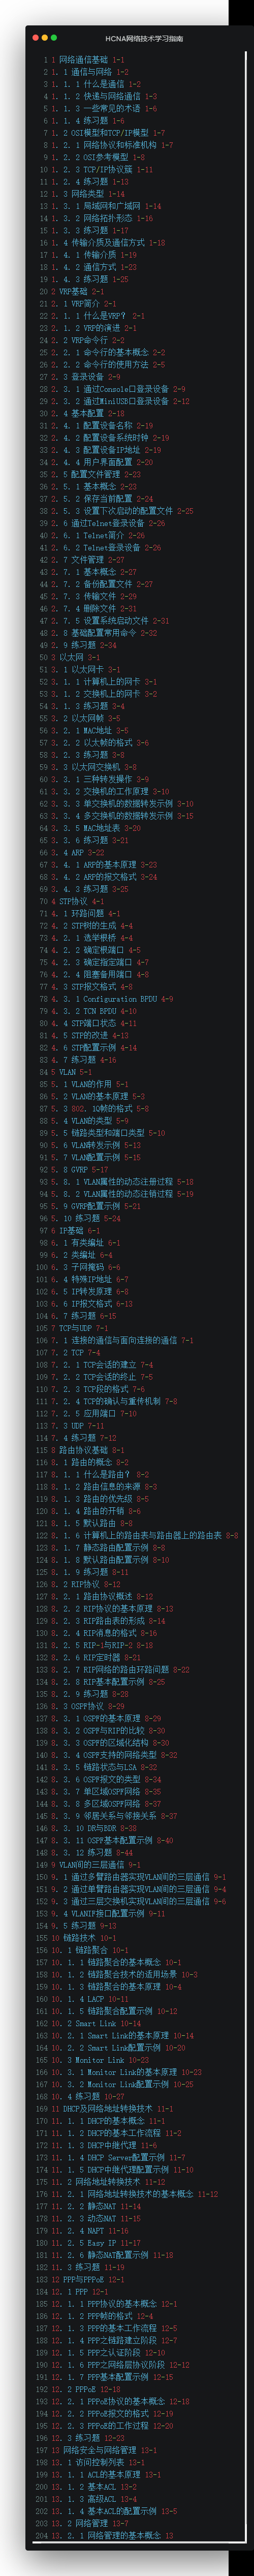 HCNA网络技术学习指南
1 1 网络通信基础 1-1
2 1. 1 通信与网络 1-2
3 1. 1. 1 什么是通信 1-2
4 1. 1. 2 快递与网络通信 1-3
5 1. 1. 3 一些常见的术语 1-6
6 1. 1. 4 练习题 1-6
7 1. 2 OSI模型和TCP/IP模型 1-7
8 1. 2. 1 网络协议和标准机构 1-7
9 1. 2. 2 OSI参考模型 1-8
10 1. 2. 3 TCP/IP协议簇 1-11
11 1. 2. 4 练习题 1-13
12 1. 3 网络类型 1-14
13 1. 3. 1 局域网和广域网 1-14
14 1. 3. 2 网络拓扑形态 1-16
15 1. 3. 3 练习题 1-17
16 1. 4 传输介质及通信方式 1-18
17 1. 4. 1 传输介质 1-19
18 1. 4. 2 通信方式 1-23
19 1. 4. 3 练习题 1-25
20 2 VRP基础 2-1
21 2. 1 VRP简介 2-1
22 2. 1. 1 什么是VRP？ 2-1
23 2. 1. 2 VRP的演进 2-1
24 2. 2 VRP命令行 2-2
25 2. 2. 1 命令行的基本概念 2-2
26 2. 2. 2 命令行的使用方法 2-5
27 2. 3 登录设备 2-9
28 2. 3. 1 通过Console口登录设备 2-9
29 2. 3. 2 通过MiniUSB口登录设备 2-12
30 2. 4 基本配置 2-18
31 2. 4. 1 配置设备名称 2-19
32 2. 4. 2 配置设备系统时钟 2-19
33 2. 4. 3 配置设备IP地址 2-19
34 2. 4. 4 用户界面配置 2-20
35 2. 5 配置文件管理 2-23
36 2. 5. 1 基本概念 2-23
37 2. 5. 2 保存当前配置 2-24
38 2. 5. 3 设置下次启动的配置文件 2-25
39 2. 6 通过Telnet登录设备 2-26
40 2. 6. 1 Telnet简介 2-26
41 2. 6. 2 Telnet登录设备 2-26
42 2. 7 文件管理 2-27
43 2. 7. 1 基本概念 2-27
44 2. 7. 2 备份配置文件 2-27
45 2. 7. 3 传输文件 2-29
46 2. 7. 4 删除文件 2-31
47 2. 7. 5 设置系统启动文件 2-31
48 2. 8 基础配置常用命令 2-32
49 2. 9 练习题 2-34
50 3 以太网 3-1
51 3. 1 以太网卡 3-1
52 3. 1. 1 计算机上的网卡 3-1
53 3. 1. 2 交换机上的网卡 3-2
54 3. 1. 3 练习题 3-4
55 3. 2 以太网帧 3-5
56 3. 2. 1 MAC地址 3-5
57 3. 2. 2 以太帧的格式 3-6
58 3. 2. 3 练习题 3-8
59 3. 3 以太网交换机 3-8
60 3. 3. 1 三种转发操作 3-9
61 3. 3. 2 交换机的工作原理 3-10
62 3. 3. 3 单交换机的数据转发示例 3-10
63 3. 3. 4 多交换机的数据转发示例 3-15
64 3. 3. 5 MAC地址表 3-20
65 3. 3. 6 练习题 3-21
66 3. 4 ARP 3-22
67 3. 4. 1 ARP的基本原理 3-23
68 3. 4. 2 ARP的报文格式 3-24
69 3. 4. 3 练习题 3-25
70 4 STP协议 4-1
71 4. 1 环路问题 4-1
72 4. 2 STP树的生成 4-4
73 4. 2. 1 选举根桥 4-4
74 4. 2. 2 确定根端口 4-5
75 4. 2. 3 确定指定端口 4-7
76 4. 2. 4 阻塞备用端口 4-8
77 4. 3 STP报文格式 4-8
78 4. 3. 1 Configuration BPDU 4-9
79 4. 3. 2 TCN BPDU 4-10
80 4. 4 STP端口状态 4-11
81 4. 5 STP的改进 4-13
82 4. 6 STP配置示例 4-14
83 4. 7 练习题 4-16
84 5 VLAN 5-1
85 5. 1 VLAN的作用 5-1
86 5. 2 VLAN的基本原理 5-3
87 5. 3 802. 1Q帧的格式 5-8
88 5. 4 VLAN的类型 5-9
89 5. 5 链路类型和端口类型 5-10
90 5. 6 VLAN转发示例 5-13
91 5. 7 VLAN配置示例 5-15
92 5. 8 GVRP 5-17
93 5. 8. 1 VLAN属性的动态注册过程 5-18
94 5. 8. 2 VLAN属性的动态注销过程 5-19
95 5. 9 GVRP配置示例 5-21
96 5. 10 练习题 5-24
97 6 IP基础 6-1
98 6. 1 有类编址 6-1
99 6. 2 类编址 6-4
100 6. 3 子网掩码 6-6
101 6. 4 特殊IP地址 6-7
102 6. 5 IP转发原理 6-8
103 6. 6 IP报文格式 6-13
104 6. 7 练习题 6-15
105 7 TCP与UDP 7-1
106 7. 1 连接的通信与面向连接的通信 7-1
107 7. 2 TCP 7-4
108 7. 2. 1 TCP会话的建立 7-4
109 7. 2. 2 TCP会话的终止 7-5
110 7. 2. 3 TCP段的格式 7-6
111 7. 2. 4 TCP的确认与重传机制 7-8
112 7. 2. 5 应用端口 7-10
113 7. 3 UDP 7-11
114 7. 4 练习题 7-12
115 8 路由协议基础 8-1
116 8. 1 路由的概念 8-2
117 8. 1. 1 什么是路由？ 8-2
118 8. 1. 2 路由信息的来源 8-3
119 8. 1. 3 路由的优先级 8-5
120 8. 1. 4 路由的开销 8-6
121 8. 1. 5 默认路由 8-8
122 8. 1. 6 计算机上的路由表与路由器上的路由表 8-8
123 8. 1. 7 静态路由配置示例 8-8
124 8. 1. 8 默认路由配置示例 8-10
125 8. 1. 9 练习题 8-11
126 8. 2 RIP协议 8-12
127 8. 2. 1 路由协议概述 8-12
128 8. 2. 2 RIP协议的基本原理 8-13
129 8. 2. 3 RIP路由表的形成 8-14
130 8. 2. 4 RIP消息的格式 8-16
131 8. 2. 5 RIP-1与RIP-2 8-18
132 8. 2. 6 RIP定时器 8-21
133 8. 2. 7 RIP网络的路由环路问题 8-22
134 8. 2. 8 RIP基本配置示例 8-25
135 8. 2. 9 练习题 8-28
136 8. 3 OSPF协议 8-29
137 8. 3. 1 OSPF的基本原理 8-29
138 8. 3. 2 OSPF与RIP的比较 8-30
139 8. 3. 3 OSPF的区域化结构 8-30
140 8. 3. 4 OSPF支持的网络类型 8-32
141 8. 3. 5 链路状态与LSA 8-32
142 8. 3. 6 OSPF报文的类型 8-34
143 8. 3. 7 单区域OSPF网络 8-35
144 8. 3. 8 多区域OSPF网络 8-37
145 8. 3. 9 邻居关系与邻接关系 8-37
146 8. 3. 10 DR与BDR 8-38
147 8. 3. 11 OSPF基本配置示例 8-40
148 8. 3. 12 练习题 8-44
149 9 VLAN间的三层通信 9-1
150 9. 1 通过多臂路由器实现VLAN间的三层通信 9-1
151 9. 2 通过单臂路由器实现VLAN间的三层通信 9-4
152 9. 3 通过三层交换机实现VLAN间的三层通信 9-6
153 9. 4 VLANIF接口配置示例 9-11
154 9. 5 练习题 9-13
155 10 链路技术 10-1
156 10. 1 链路聚合 10-1
157 10. 1. 1 链路聚合的基本概念 10-1
158 10. 1. 2 链路聚合技术的适用场景 10-3
159 10. 1. 3 链路聚合的基本原理 10-4
160 10. 1. 4 LACP 10-11
161 10. 1. 5 链路聚合配置示例 10-12
162 10. 2 Smart Link 10-14
163 10. 2. 1 Smart Link的基本原理 10-14
164 10. 2. 2 Smart Link配置示例 10-20
165 10. 3 Monitor Link 10-23
166 10. 3. 1 Monitor Link的基本原理 10-23
167 10. 3. 2 Monitor Link配置示例 10-25
168 10. 4 练习题 10-27
169 11 DHCP及网络地址转换技术 11-1
170 11. 1. 1 DHCP的基本概念 11-1
171 11. 1. 2 DHCP的基本工作流程 11-2
172 11. 1. 3 DHCP中继代理 11-6
173 11. 1. 4 DHCP Server配置示例 11-7
174 11. 1. 5 DHCP中继代理配置示例 11-10
175 11. 2 网络地址转换技术 11-12
176 11. 2. 1 网络地址转换技术的基本概念 11-12
177 11. 2. 2 静态NAT 11-14
178 11. 2. 3 动态NAT 11-15
179 11. 2. 4 NAPT 11-16
180 11. 2. 5 Easy IP 11-17
181 11. 2. 6 静态NAT配置示例 11-18
182 11. 3 练习题 11-19
183 12 PPP与PPPoE 12-1
184 12. 1 PPP 12-1
185 12. 1. 1 PPP协议的基本概念 12-1
186 12. 1. 2 PPP帧的格式 12-4
187 12. 1. 3 PPP的基本工作流程 12-5
188 12. 1. 4 PPP之链路建立阶段 12-7
189 12. 1. 5 PPP之认证阶段 12-10
190 12. 1. 6 PPP之网络层协议阶段 12-12
191 12. 1. 7 PPP基本配置示例 12-15
192 12. 2 PPPoE 12-18
193 12. 2. 1 PPPoE协议的基本概念 12-18
194 12. 2. 2 PPPoE报文的格式 12-19
195 12. 2. 3 PPPoE的工作过程 12-20
196 12. 3 练习题 12-23
197 13 网络安全与网络管理 13-1
198 13. 1 访问控制列表 13-1
199 13. 1. 1 ACL的基本原理 13-1
200 13. 1. 2 基本ACL 13-2
201 13. 1. 3 高级ACL 13-4
202 13. 1. 4 基本ACL的配置示例 13-5
203 13. 2 网络管理 13-7
204 13. 2. 1 网络管理的基本概念 13